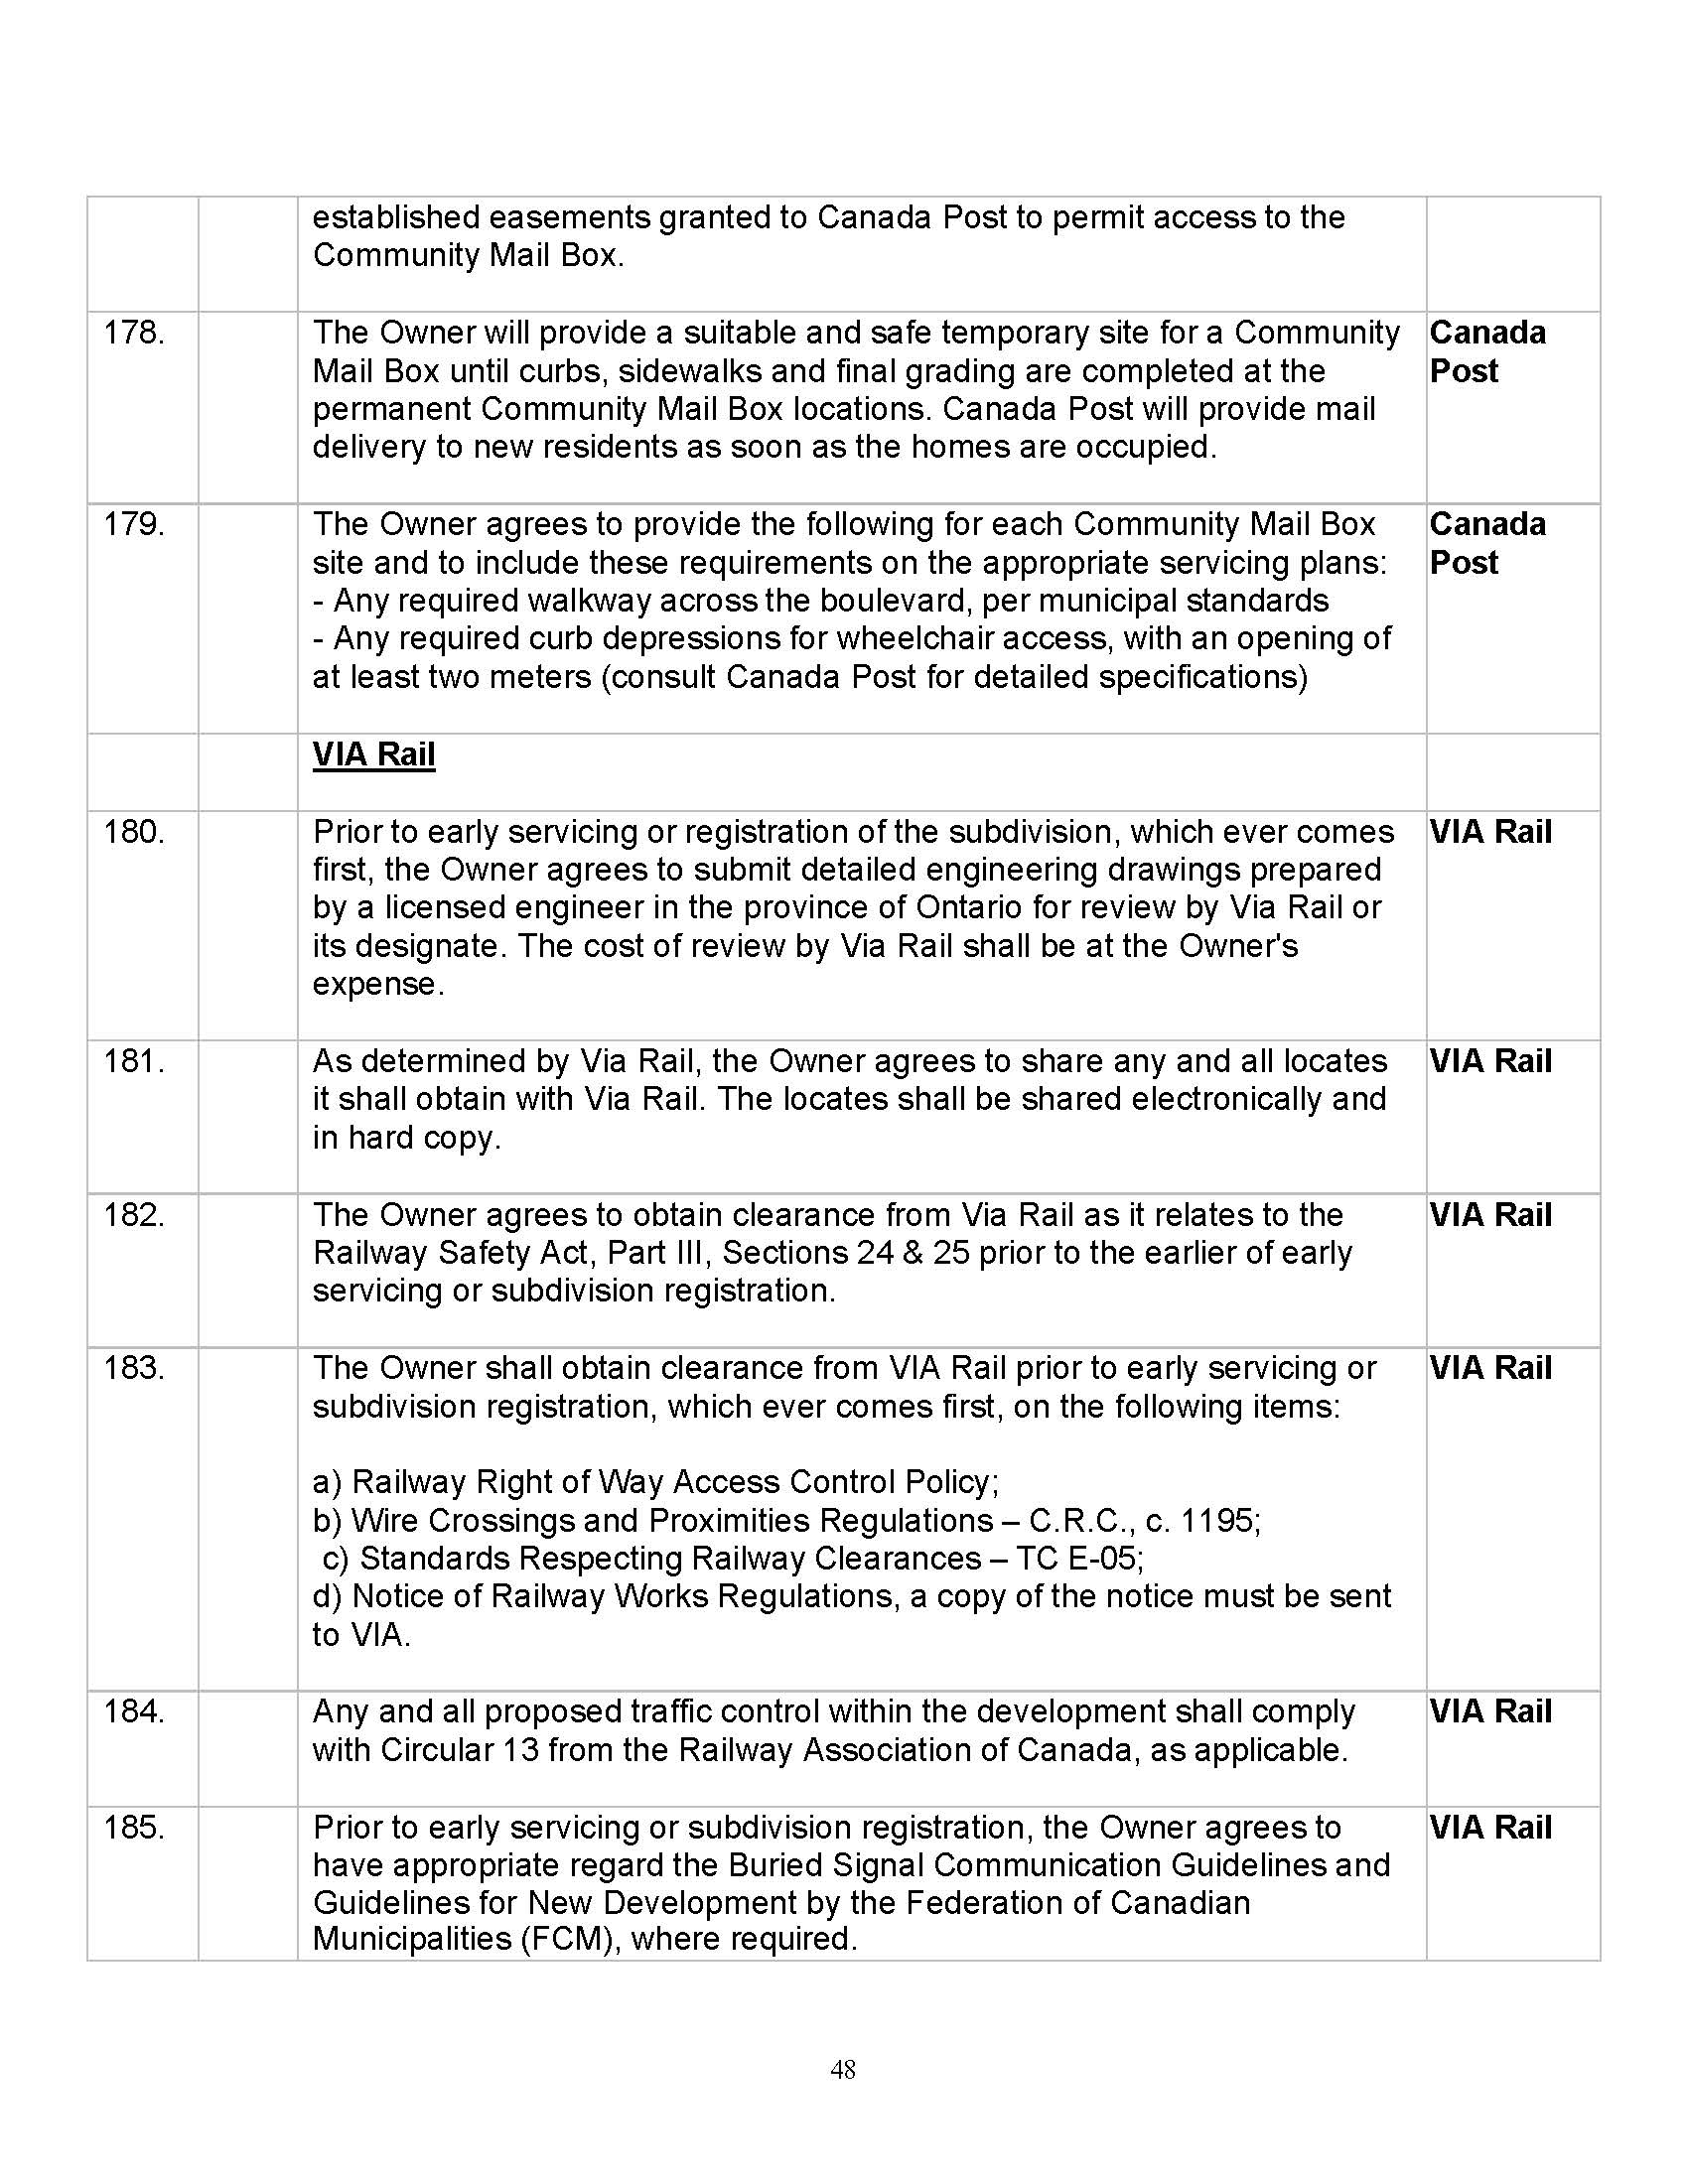 established easements granted to Canada Post to permit access to the
Community Mail Box.
178.
The Owner will provide a suitable and safe temporary site for a Community
Mail Box until curbs, sidewalks and final grading are completed at the
permanent Community Mail Box locations. Canada Post will provide mail
delivery to new residents as soon as the homes are occupied.
Canada
Post
179.
The Owner agrees to provide the following for each Community Mail Box
site and to include these requirements on the appropriate servicing plans:
- Any required walkway across the boulevard, per municipal standards
- Any required curb depressions for wheelchair access, with an opening of
at least two meters (consult Canada Post for detailed specifications)
Canada
Post
VIA Rail
180.
Prior to early servicing or registration of the subdivision, which ever comes
first, the Owner agrees to submit detailed engineering drawings prepared
by a licensed engineer in the province of Ontario for review by Via Rail or
its designate. The cost of review by Via Rail shall be at the Owner's
expense.
VIA Rail
181.
As determined by Via Rail, the Owner agrees to share any and all locates
it shall obtain with Via Rail. The locates shall be shared electronically and
in hard copy.
VIA Rail
182.
The Owner agrees to obtain clearance from Via Rail as it relates to the
Railway Safety Act, Part III, Sections 24 & 25 prior to the earlier of early
servicing or subdivision registration.
VIA Rail
183.
The Owner shall obtain clearance from VIA Rail prior to early servicing or
subdivision registration, which ever comes first, on the following items:
a) Railway Right of Way Access Control Policy;
b) Wire Crossings and Proximities Regulations – C.R.C., c. 1195;
c) Standards Respecting Railway Clearances – TC E-05;
d) Notice of Railway Works Regulations, a copy of the notice must be sent
to VIA.
VIA Rail
184.
Any and all proposed traffic control within the development shall comply
with Circular 13 from the Railway Association of Canada, as applicable.
VIA Rail
185.
Prior to early servicing or subdivision registration, the Owner agrees to
have appropriate regard the Buried Signal Communication Guidelines and
Guidelines for New Development by the Federation of Canadian
Municipalities (FCM), where required.
VIA Rail
48